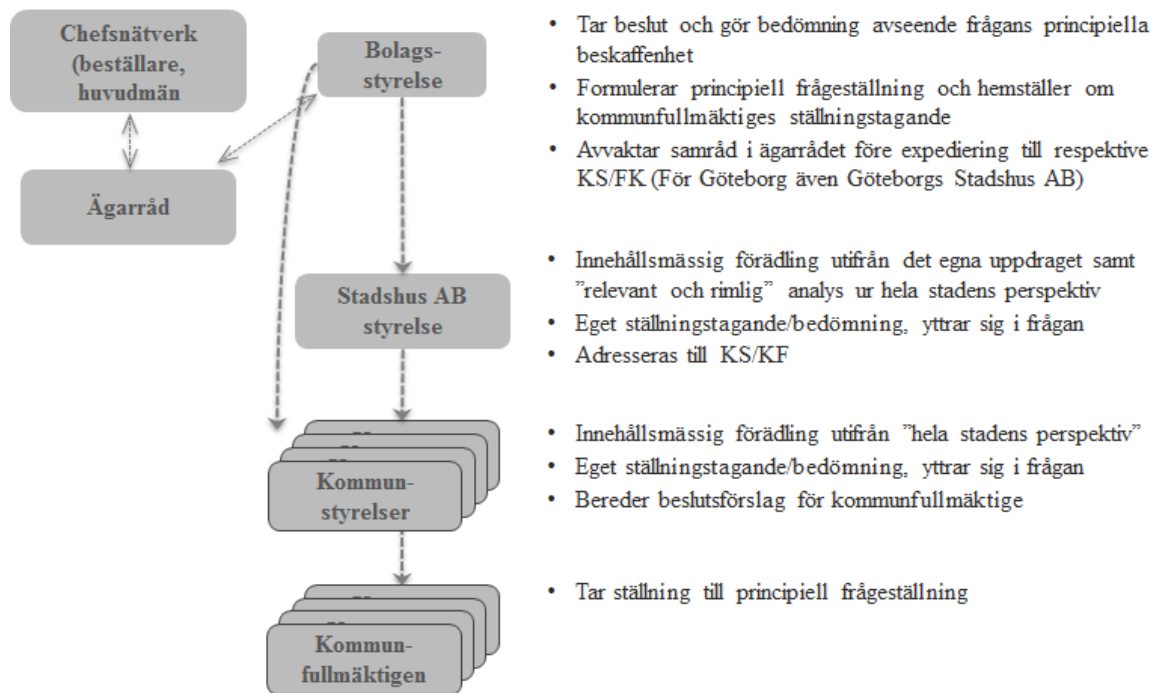 Chefsnätverk
(beställare,
huvudmän
Ägarråd
Bolags-
styrelse
• Tar beslut och gör bedömning avseende frågans principiella
beskaffenhet
• Formulerar principiell frågeställning och hemställer om
kommunfullmäktiges ställningstagande
• Avvaktar samråd i ägarrådet före expediering till respektive
KS/FK (För Göteborg även Göteborgs Stadshus AB)
Stadshus AB
styrelse
• Innehållsmässig förädling utifrån det egna uppdraget samt
”relevant och rimlig” analys ur hela stadens perspektiv
• Eget ställningstagande/bedömning, yttrar sig i frågan
• Adresseras till KS/KF
Kommun-
styrelser
• Innehållsmässig förädling utifrån ”hela stadens perspektiv”
• Eget ställningstagande/bedömning, yttrar sig i frågan
• Bereder beslutsförslag för kommunfullmäktige
Kommun-
fullmäktigen
• Tar ställning till principiell frågeställning